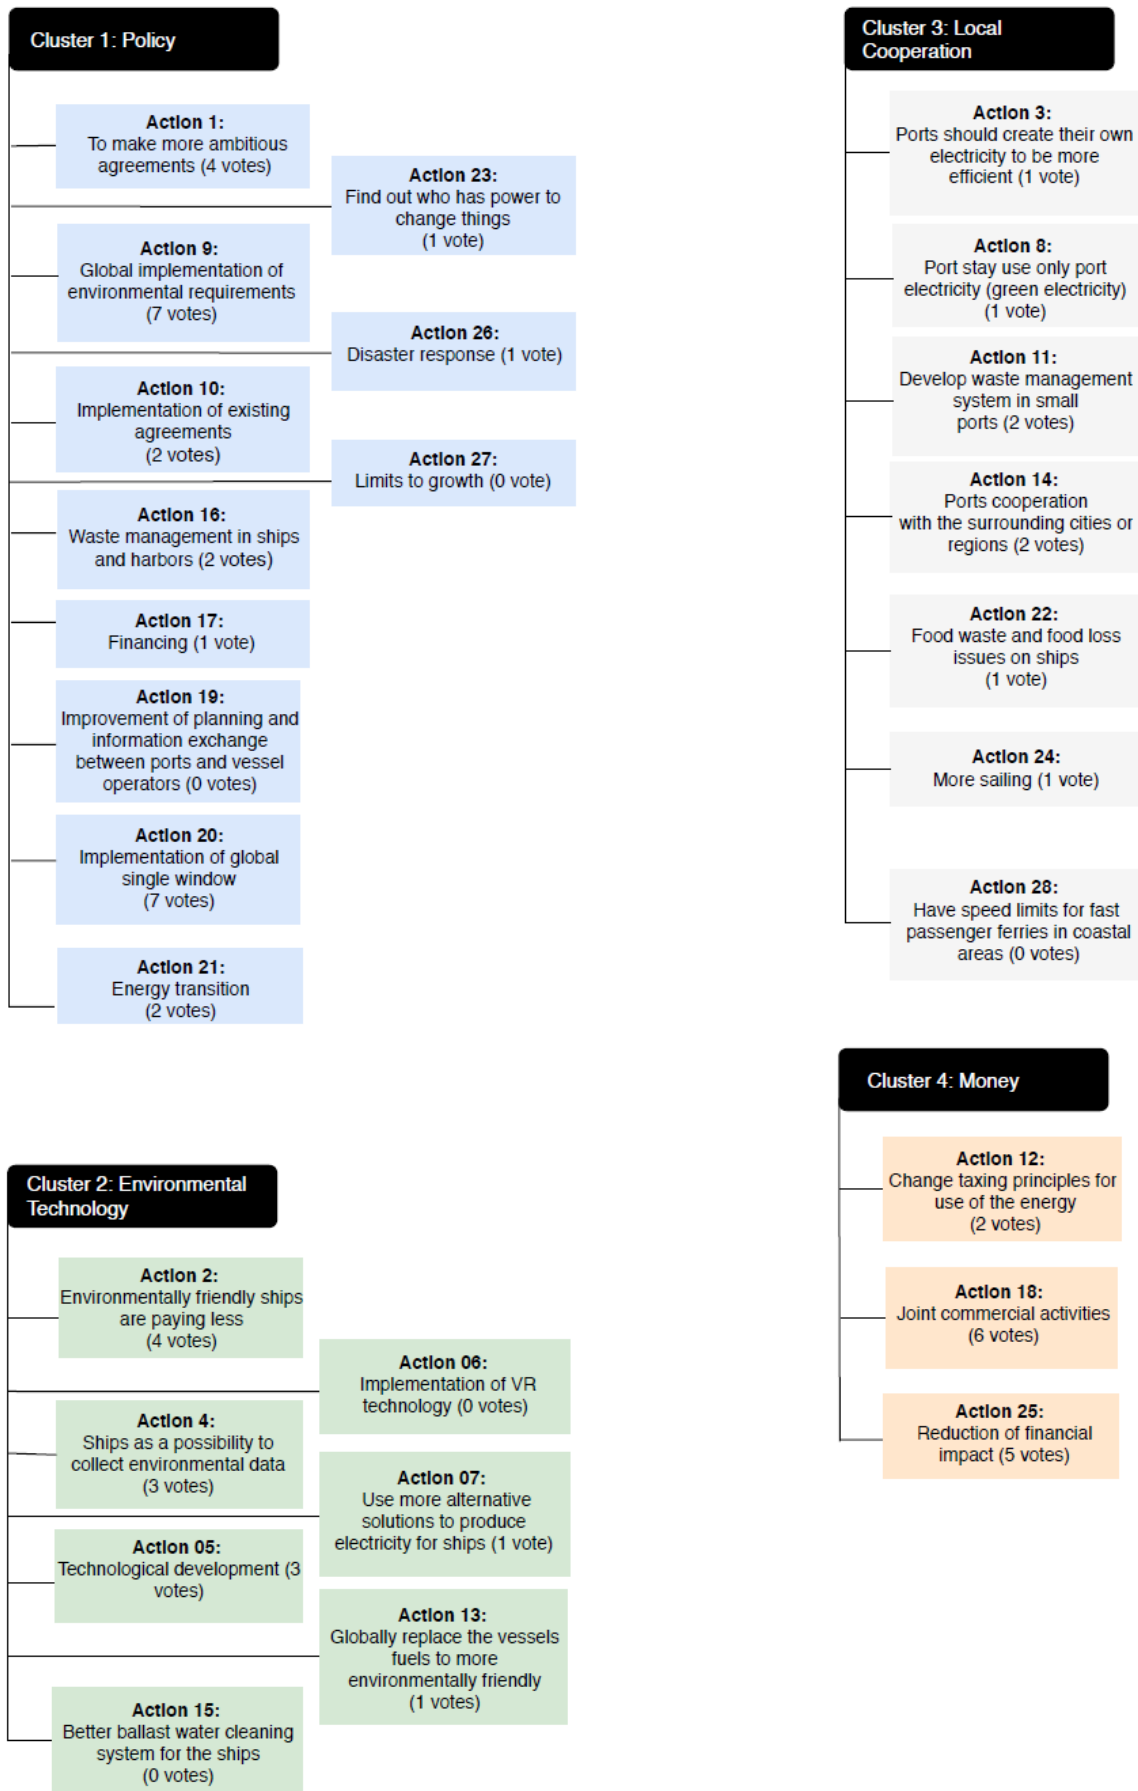 Cluster 1: Policy
Action 1:
To make more ambitious
agreements (4 votes)
Action 23:
Find out who has power to
change things
(1 vote)
Action 9:
Global implementation of
environmental requirements
(7 votes)
Action 26:
Disaster response (1 vote)
Action 10:
Implementation of existing
agreements
(2 votes)
Action 27:
Limits to growth (0 vote)
Action 16:
Waste management in ships
and harbors (2 votes)
Action 17:
Financing (1 vote)
Action 19:
Improvement of planning and
information exchange
between ports and vessel
operators (0 votes)
Action 20:
Implementation of global
single window
(7 votes)
Action 21:
Energy transition
(2 votes)
Cluster 2: Environmental
Technology
Action 2:
Environmentally friendly ships
are paying less
(4 votes)
Action 06:
Implementation of VR
technology (0 votes)
Action 4:
Ships as a possibility to
collect environmental data
(3 votes)
Action 07:
Use more alternative
solutions to produce
electricity for ships (1 vote)
Action 05:
Technological development (3
votes)
Action 13:
Globally replace the vessels
fuels to more
environmentally friendly
(1 votes)
Action 15:
Better ballast water cleaning
system for the ships
(0 votes)
Cluster 3: Local
Cooperation
Action 3:
Ports should create their own
electricity to be more
efficient (1 vote)
Action 8:
Port stay use only port
electricity (green electricity)
(1 vote)
Action 11:
Develop waste management
system in small
ports (2 votes)
Action 14:
Ports cooperation
with the surrounding cities or
regions (2 votes)
Action 22:
Food waste and food loss
issues on ships
(1 vote)
Action 24:
More sailing (1 vote)
Action 28:
Have speed limits for fast
passenger ferries in coastal
areas (0 votes)
Cluster 4: Money
Action 12:
Change taxing principles for
use of the energy
(2 votes)
Action 18:
Joint commercial activities
(6 votes)
Action 25:
Reduction of financial
impact (5 votes)